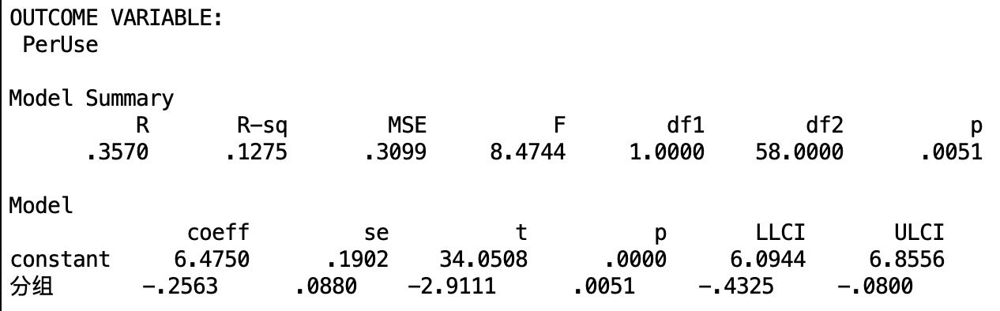 OUTCOME VARIABLE:
PerUse
Model Summary
R R-sq MSE F df1 df2 p
.3570 .1275 .3099 8.4744 1.0000 58.0000 .0051
Model
coeff se t p LLCI ULCI
constant 6.4750 .1902 34.0508 .0000 6.0944 6.8556
分组 -.2563 .0880 -2.9111 .0051 -.4325 -.0800